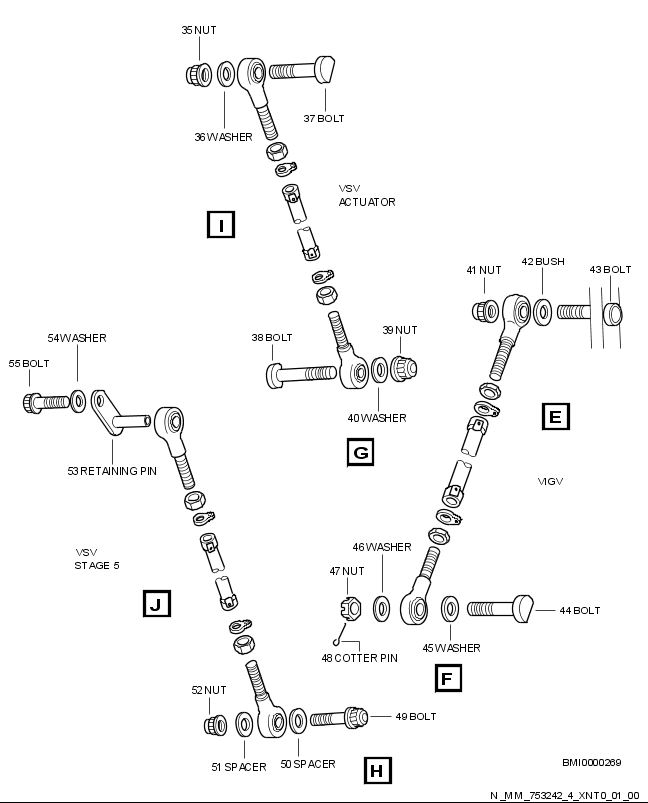 35 NUT
36 WASHER
37 BOLT
VSV
ACTUATOR
I
42 BUSH
41 NUT
43 BOLT
38 BOLT
39 NUT
54 WASHER
55 BOLT
40 WASHER
E
G
53 RETAINING PIN
VIGV
46 WASHER
VSV
STAGE 5
47 NUT
J
44 BOLT
45 WASHER
48 COTTER PIN
F
52 NUT
49 BOLT
51 SPACER
50 SPACER
H
BMI0000269
N_MM_753242_4_XNT0_01_00